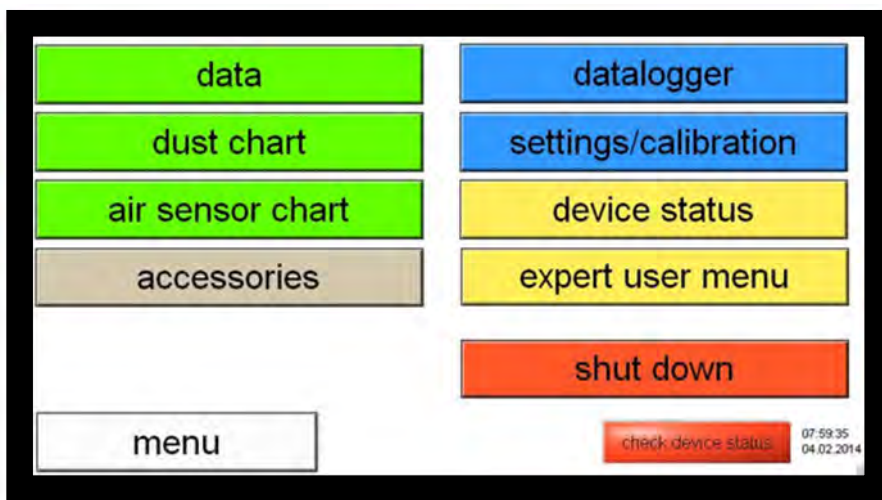 data
datalogger
dust chart
settings/calibration
air sensor chart
device status
accessories
expert user menu
shut down
menu
check device status
07:59:35
04.02.2014